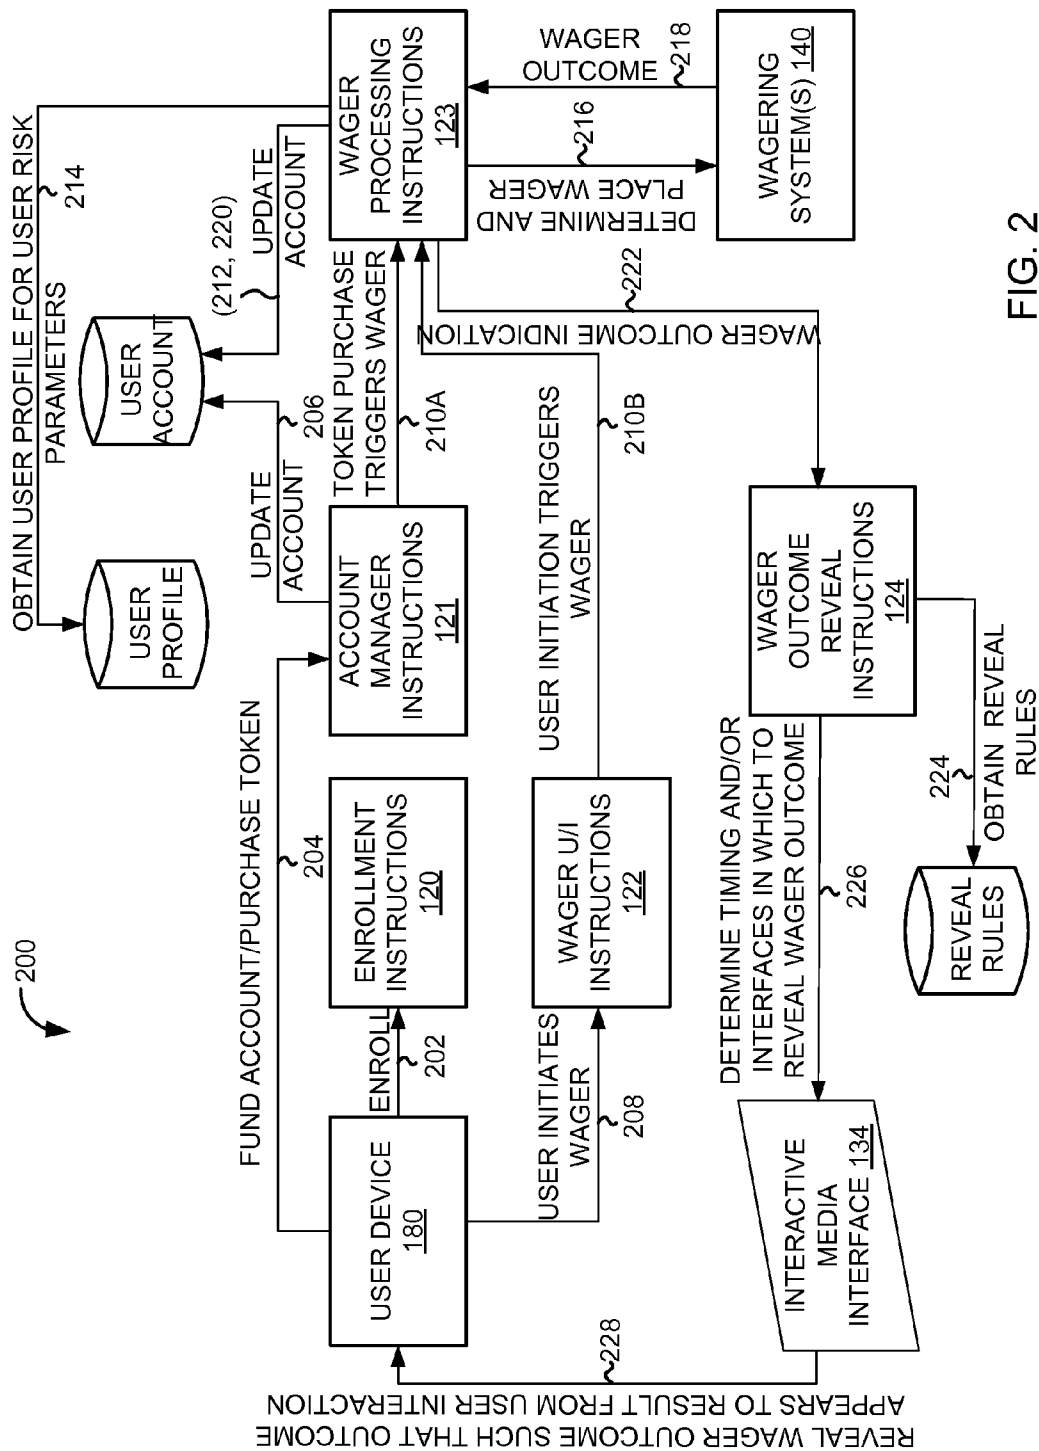 200
OBTAIN USER PROFILE FOR USER RISK
PARAMETERS
214
USER
PROFILE
USER
ACCOUNT
(212, 220)
UPDATE
ACCOUNT
UPDATE
ACCOUNT
206
FUND ACCOUNT/PURCHASE TOKEN
204
USER DEVICE
180
ENROLL
202
ENROLLMENT
INSTRUCTIONS
120
ACCOUNT
MANAGER
INSTRUCTIONS
121
TOKEN PURCHASE
TRIGGERS WAGER
210A
WAGER
PROCESSING
INSTRUCTIONS
123
USER INITIATES
WAGER
208
WAGER U/I
INSTRUCTIONS
122
USER INITIATION TRIGGERS
WAGER
210B
DETERMINE AND
PLACE WAGER
216
WAGER
OUTCOME
218
WAGERING
SYSTEM(S) 140
WAGER OUTCOME INDICATION
222
WAGER
OUTCOME
REVEAL
INSTRUCTIONS
124
DETERMINE TIMING AND/OR
INTERFACES IN WHICH TO
REVEAL WAGER OUTCOME
226
224
OBTAIN REVEAL
RULES
REVEAL
RULES
INTERACTIVE
MEDIA
INTERFACE 134
228
REVEAL WAGER OUTCOME SUCH THAT OUTCOME
APPEARS TO RESULT FROM USER INTERACTION
FIG. 2